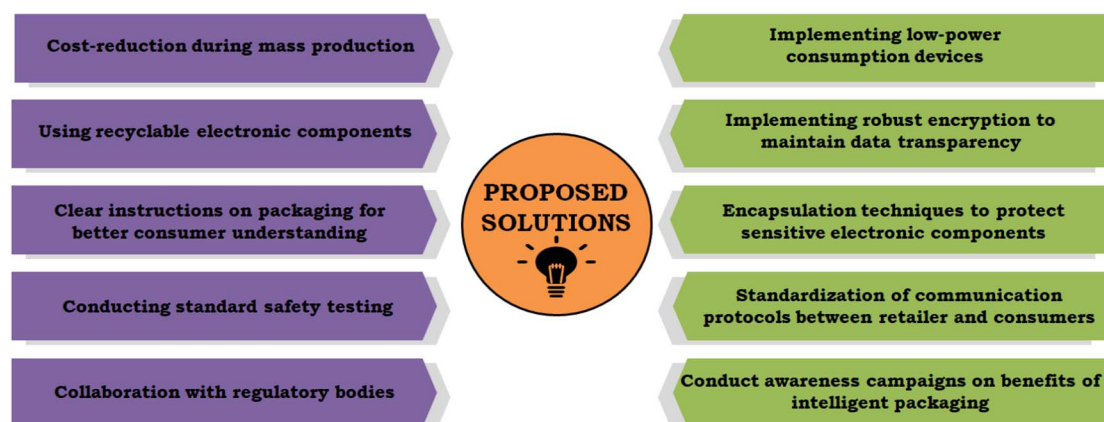 Cost-reduction during mass production
Using recyclable electronic components
Clear instructions on packaging for
better consumer understanding
Conducting standard safety testing
Collaboration with regulatory bodies
PROPOSED
SOLUTIONS
Implementing low-power
consumption devices
Implementing robust encryption to
maintain data transparency
Encapsulation techniques to protect
sensitive electronic components
Standardization of communication
protocols between retailer and consumers
Conduct awareness campaigns on benefits of
intelligent packaging